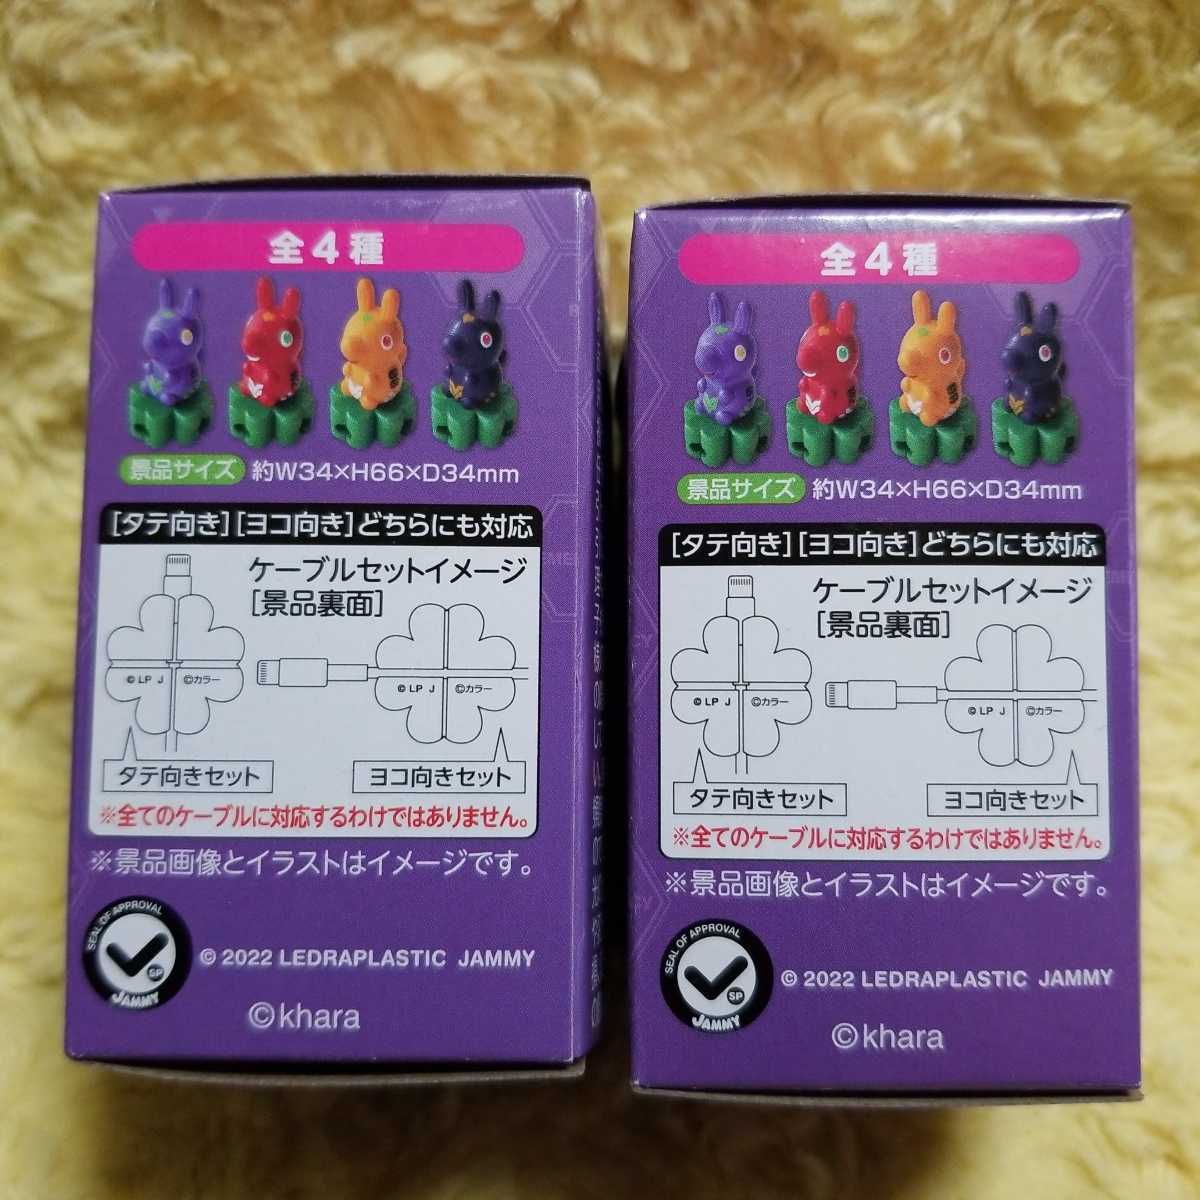 全4種
景品サイズ 約W34×H66×D34mm
[タテ向き][ヨコ向き]どちらにも対応
ケーブルセットイメージ
[景品裏面]
© LP J ©カラー
© LP J ©カラー
タテ向きセット
ヨコ向きセット
※全てのケーブルに対応するわけではありません。
※景品画像とイラストはイメージです。
SEAL OF APPROVAL
SP
JAMMY
© 2022 LEDRAPLASTIC JAMMY
©khara
全4種
景品サイズ 約W34×H66×D34mm
[タテ向き][ヨコ向き]どちらにも対応
ケーブルセットイメージ
[景品裏面]
© LP J ©カラー
© LP J ©カラー
タテ向きセット
ヨコ向きセット
※全てのケーブルに対応するわけではありません。
※景品画像とイラストはイメージです。
SEAL OF APPROVAL
SP
JAMMY
© 2022 LEDRAPLASTIC JAMMY
©khara